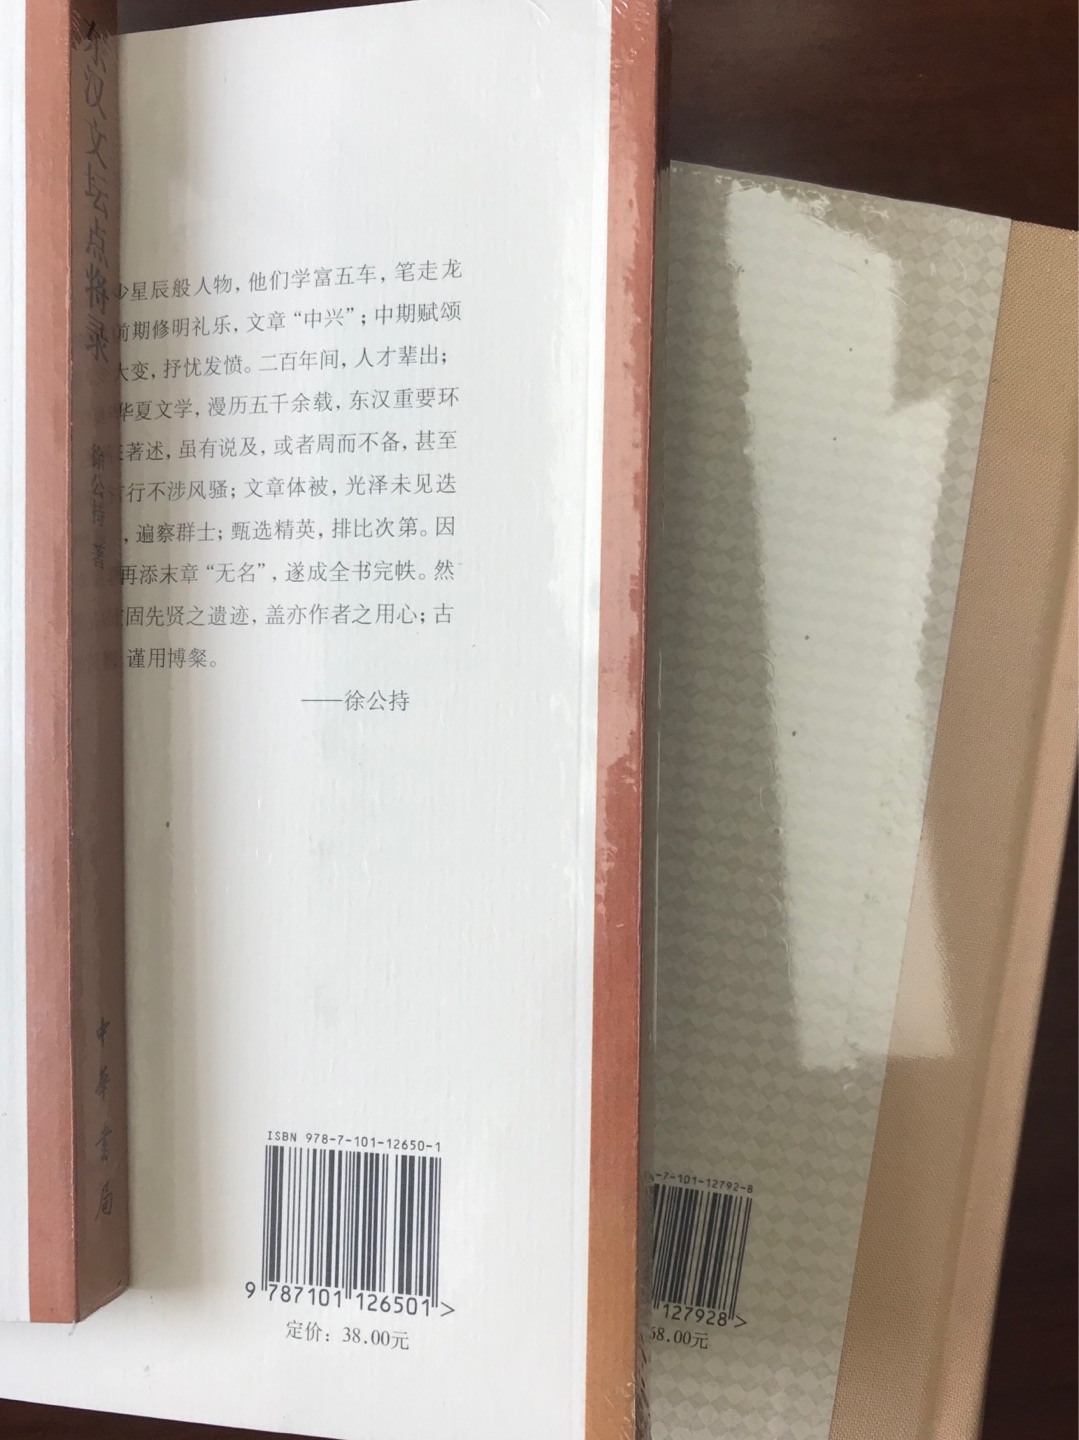 东汉文坛点将录
徐公持 著
中华书局
星辰般人物，他们学富五车，笔走龙
前期修明礼乐，文章“中兴”；中期赋颂
大变，抒忧发愤。二百年间，人才辈出；
华夏文学，漫历五千余载，东汉重要环
著述，虽有说及，或者周而不备，甚至
行不涉风骚；文章体被，光泽未见迭
，遍察群士；甄选精英，排比次第。因
再添末章“无名”，遂成全书完帙。然
固先贤之遗迹，盖亦作者之用心；古
谨用博粲。
——徐公持
ISBN 978-7-101-12650-1
9 787101 126501 >
定价：38.00元
-7-101-12792-8
127928 >
68.00元